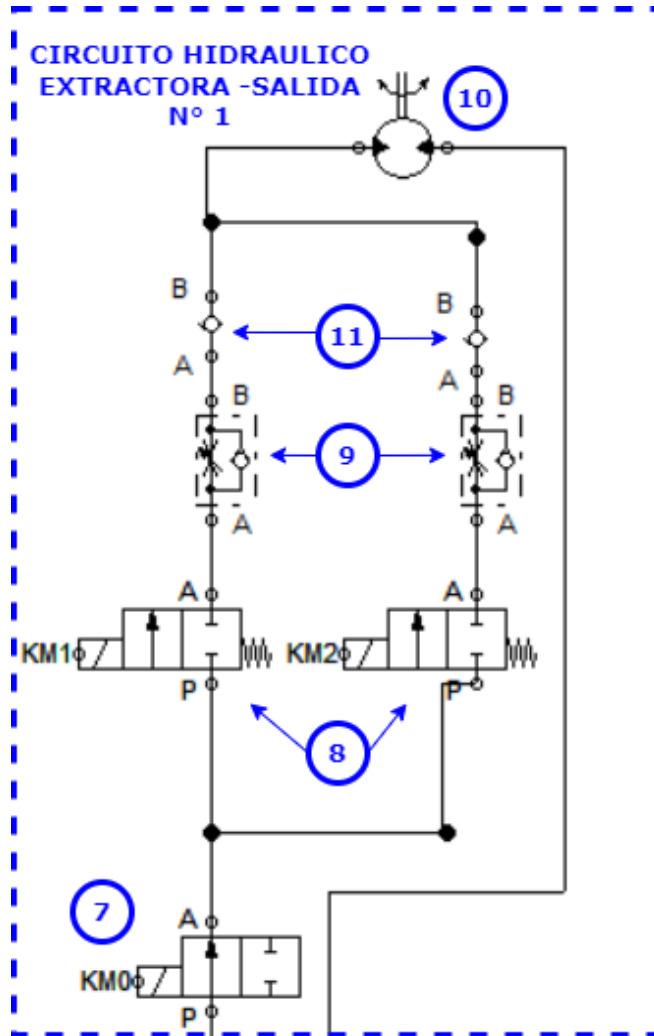 CIRCUITO HIDRAULICO
EXTRACTORA -SALIDA
N° 1
10
B
B
11
A
A
B
B
9
A
A
A
A
KM1
KM2
P
P
8
7
A
KM0
P